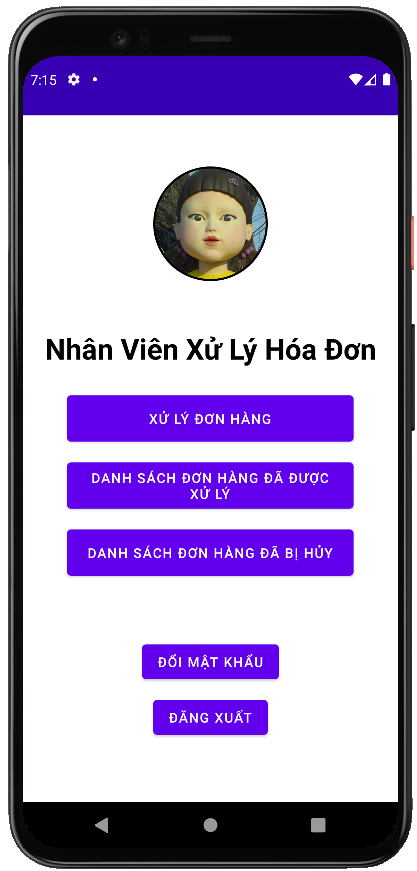 7:15
Nhân Viên Xử Lý Hóa Đơn
XỬ LÝ ĐƠN HÀNG
DANH SÁCH ĐƠN HÀNG ĐÃ ĐƯỢC
XỬ LÝ
DANH SÁCH ĐƠN HÀNG ĐÃ BỊ HỦY
ĐỔI MẬT KHẨU
ĐĂNG XUẤT